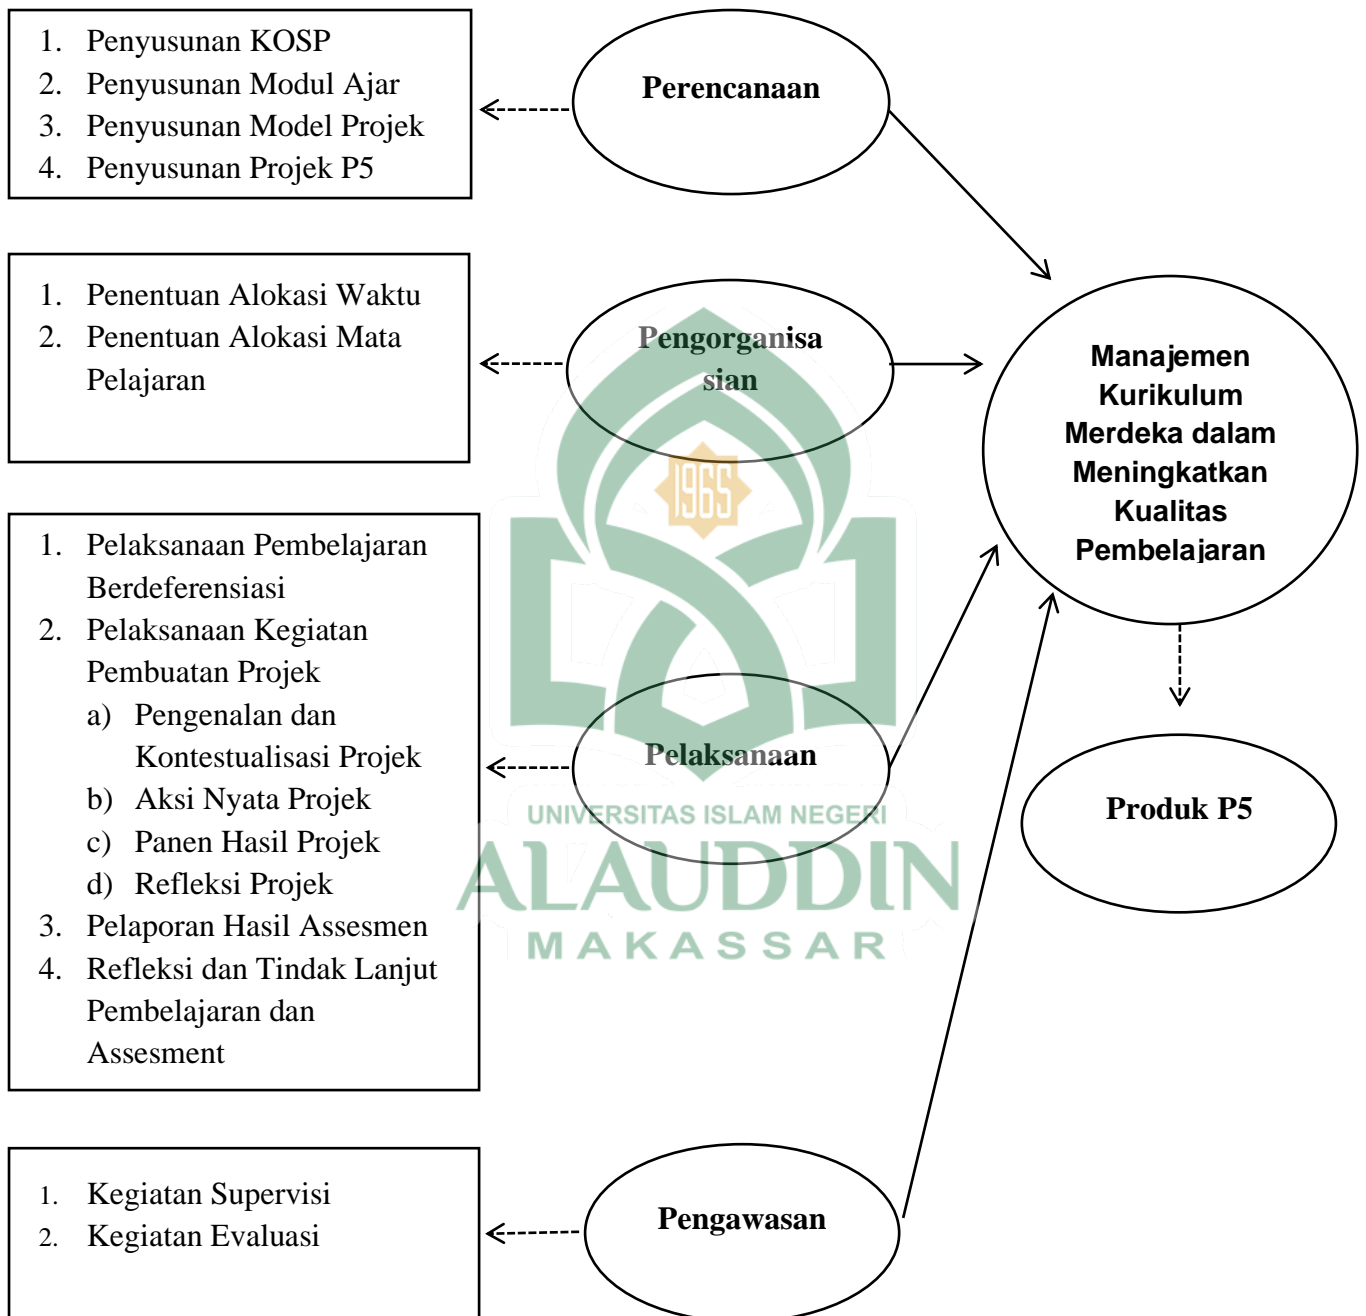 1. Penyusunan KOSP
2. Penyusunan Modul Ajar
3. Penyusunan Model Projek
4. Penyusunan Projek P5
Perencanaan
1. Penentuan Alokasi Waktu
2. Penentuan Alokasi Mata
Pelajaran
Pengorganisa
sian
1965
Manajemen
Kurikulum
Merdeka dalam
Meningkatkan
Kualitas
Pembelajaran
1. Pelaksanaan Pembelajaran
Berdeferensiasi
2. Pelaksanaan Kegiatan
Pembuatan Projek
a) Pengenalan dan
Kontestualisasi Projek
b) Aksi Nyata Projek
c) Panen Hasil Projek
d) Refleksi Projek
3. Pelaporan Hasil Assesmen
4. Refleksi dan Tindak Lanjut
Pembelajaran dan
Assesment
Pelaksanaan
Produk P5
UNIVERSITAS ISLAM NEGERI
ALAUDDIN
MAKASSAR
1. Kegiatan Supervisi
2. Kegiatan Evaluasi
Pengawasan